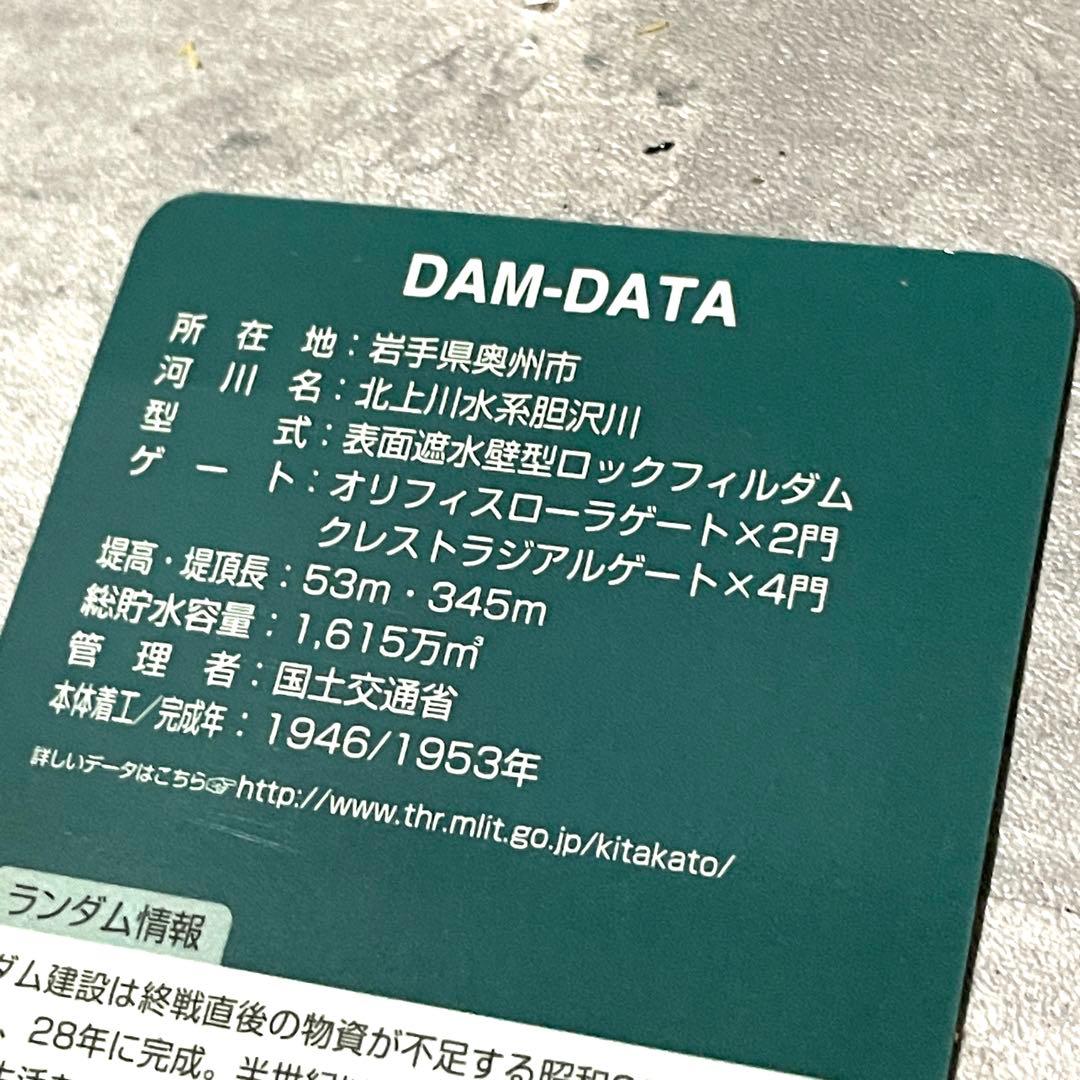 DAM-DATA
所在地：岩手県奥州市
河川名：北上川水系胆沢川
型式：表面遮水壁型ロックフィルダム
ゲート：オリフィスローラゲート×2門
クレストラジアルゲート×4門
堤高・堤頂長：53m・345m
総貯水容量：1,615万㎥
管理者：国土交通省
本体着工/完成年：1946/1953年
詳しいデータはこちら☞http://www.thr.mlit.go.jp/kitakato/
ランダム情報
ダム建設は終戦直後の物資が不足する昭和
、28年に完成。半世紀